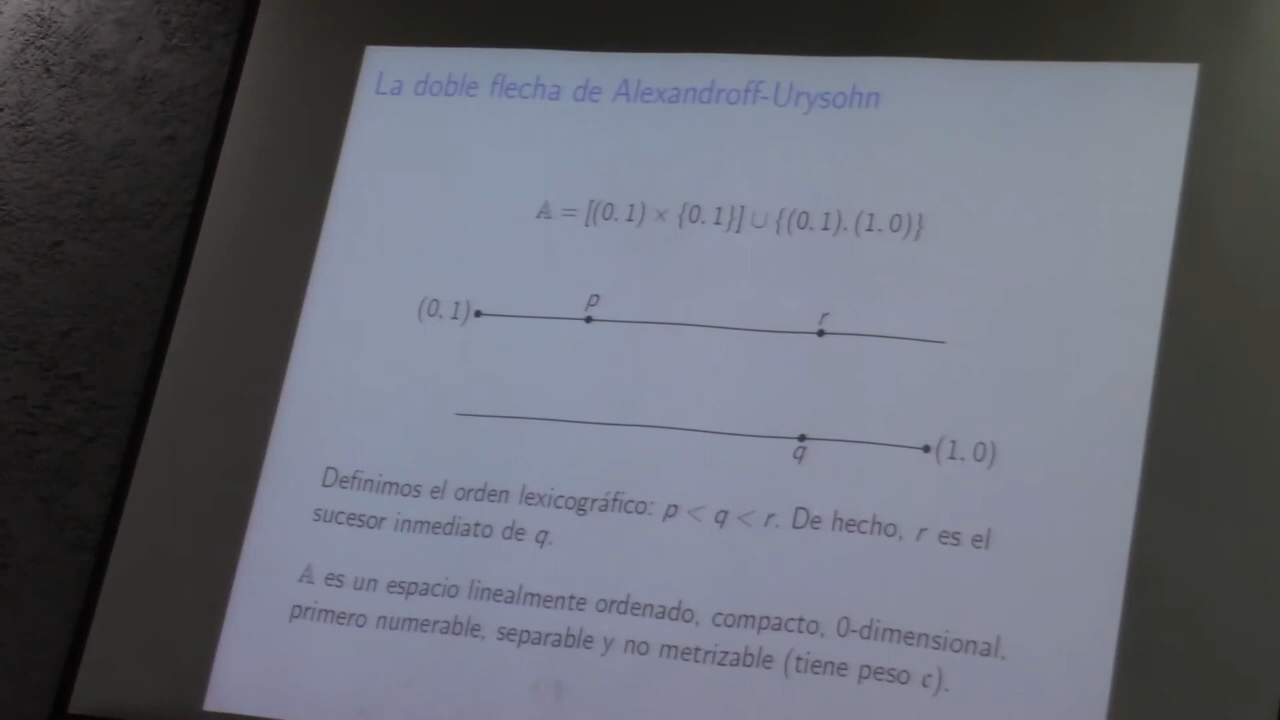 La doble flecha de Alexandroff-Urysohn
𝔸 = [(0, 1) × {0, 1}] ∪ {(0, 1), (1, 0)}
(0, 1)
p
r
q
(1, 0)
Definimos el orden lexicográfico: p < q < r. De hecho, r es el
sucesor inmediato de q.
𝔸 es un espacio linealmente ordenado, compacto, 0-dimensional,
primero numerable, separable y no metrizable (tiene peso 𝔠).